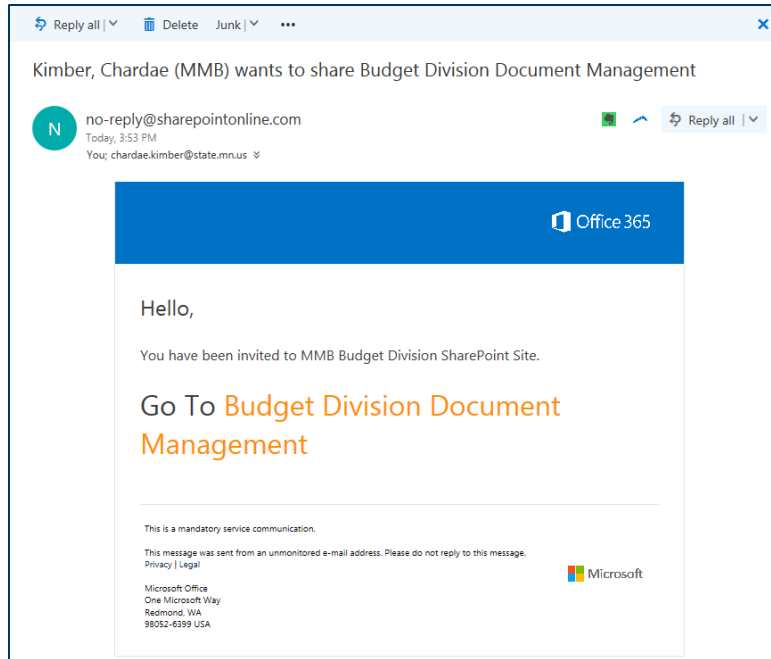 Reply all | Delete Junk | •••
Kimber, Chardae (MMB) wants to share Budget Division Document Management
N
no-reply@sharepointonline.com
Reply all |
Today, 3:53 PM
You; chardae.kimber@state.mn.us
Office 365
Hello,
You have been invited to MMB Budget Division SharePoint Site.
Go To Budget Division Document
Management
This is a mandatory service communication.
This message was sent from an unmonitored e-mail address. Please do not reply to this message.
Privacy | Legal
Microsoft
Microsoft Office
One Microsoft Way
Redmond, WA
98052-6399 USA